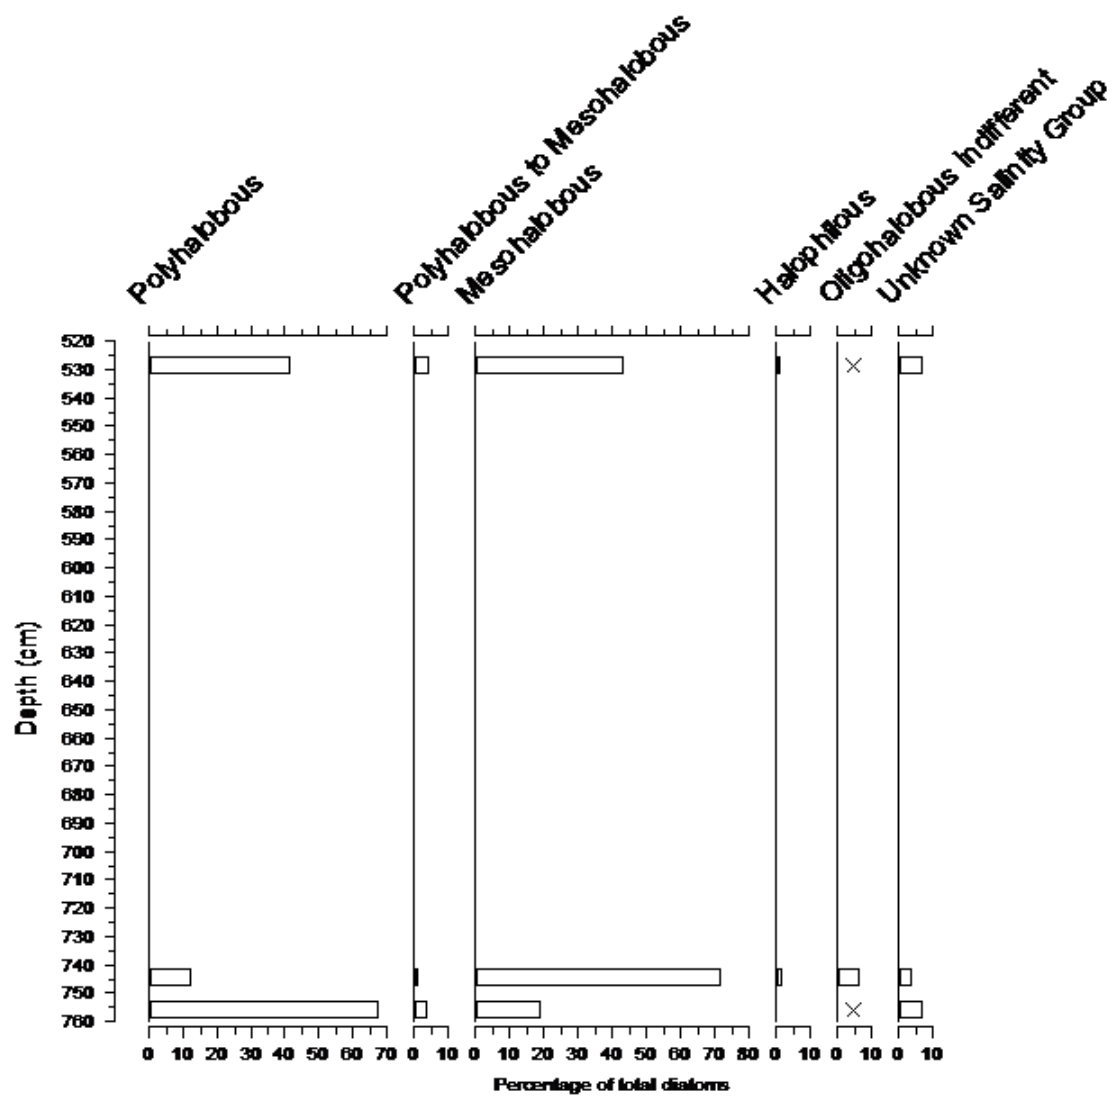 Polyhalobous
Polyhalobous to Mesohalobous
Mesohalobous
Halophilous
Oligohalobous Indifferent
Unknown Salinity Group
520
530
540
550
560
570
580
590
600
610
620
630
640
650
660
670
680
690
700
710
720
730
740
750
760
Depth (cm)
0 10 20 30 40 50 60 70 0 10 0 10 20 30 40 50 60 70 80 0 10 0 10 0 10
Percentage of total diatoms